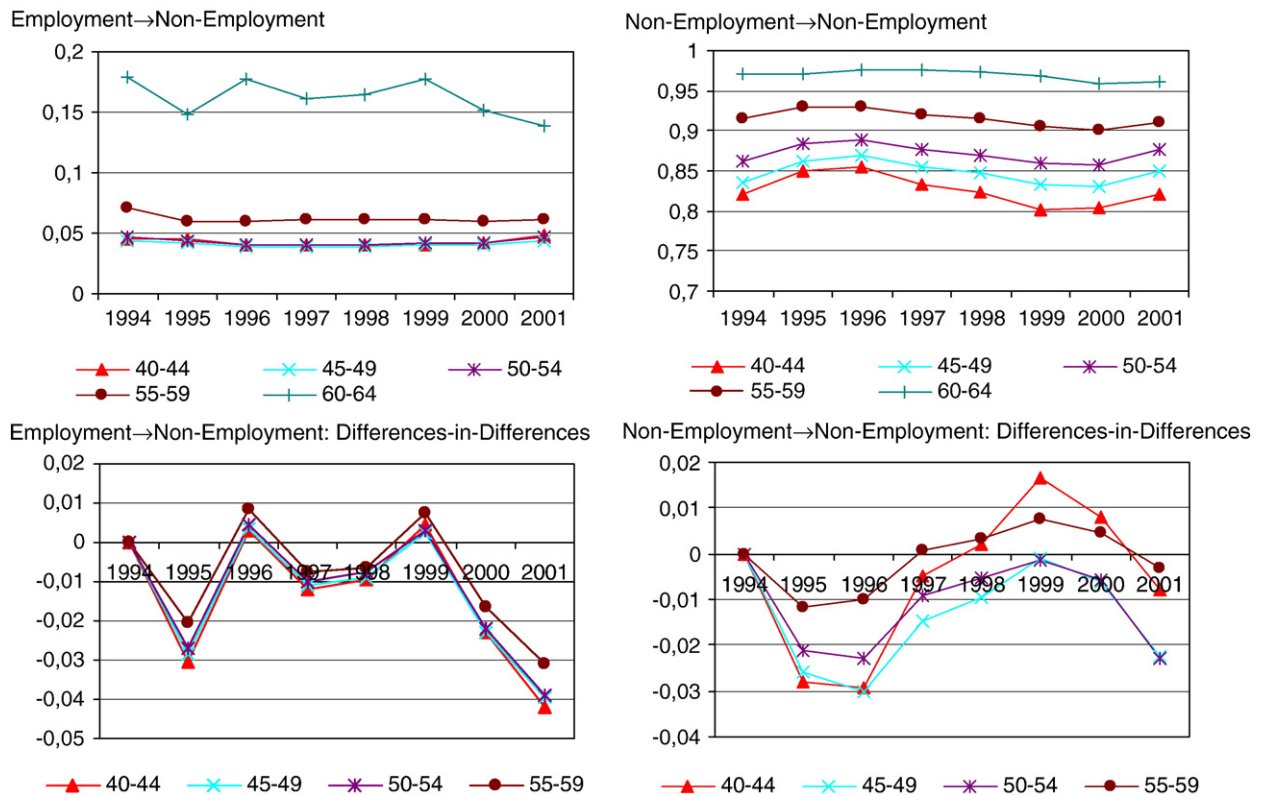 Employment→Non-Employment
0,2
0,15
0,1
0,05
0
1994 1995 1996 1997 1998 1999 2000 2001
40-44 45-49 50-54
55-59 60-64
Non-Employment→Non-Employment
1
0,95
0,9
0,85
0,8
0,75
0,7
1994 1995 1996 1997 1998 1999 2000 2001
40-44 45-49 50-54
55-59 60-64
Employment→Non-Employment: Differences-in-Differences
0,02
0,01
0
-0,01
-0,02
-0,03
-0,04
-0,05
1994 1995 1996 1997 1998 1999 2000 2001
40-44 45-49 50-54 55-59
Non-Employment→Non-Employment: Differences-in-Differences
0,02
0,01
0
-0,01
-0,02
-0,03
-0,04
1994 1995 1996 1997 1998 1999 2000 2001
40-44 45-49 50-54 55-59